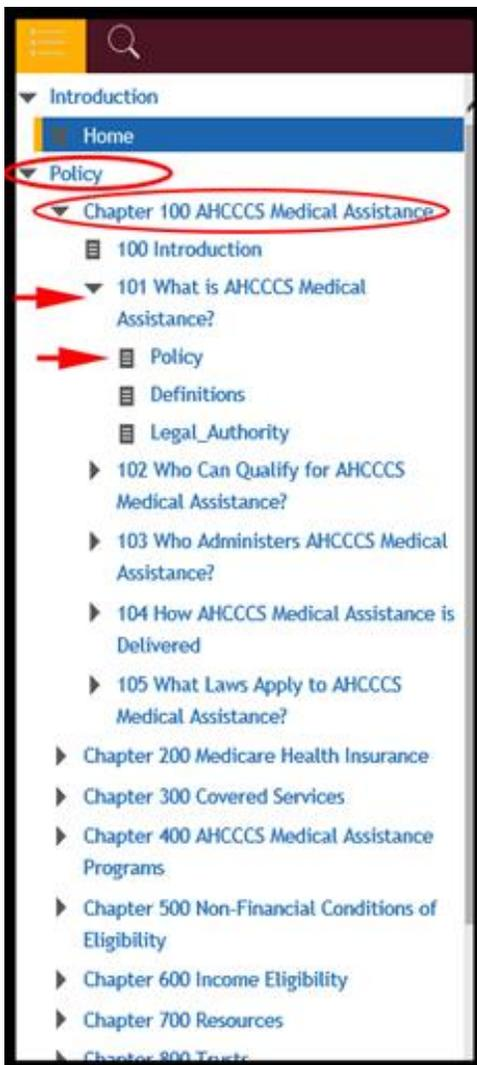 Introduction
Home
Policy
Chapter 100 AHCCCS Medical Assistance
100 Introduction
101 What is AHCCCS Medical
Assistance?
Policy
Definitions
Legal_Authority
102 Who Can Qualify for AHCCCS
Medical Assistance?
103 Who Administers AHCCCS Medical
Assistance?
104 How AHCCCS Medical Assistance is
Delivered
105 What Laws Apply to AHCCCS
Medical Assistance?
Chapter 200 Medicare Health Insurance
Chapter 300 Covered Services
Chapter 400 AHCCCS Medical Assistance
Programs
Chapter 500 Non-Financial Conditions of
Eligibility
Chapter 600 Income Eligibility
Chapter 700 Resources
Chapter 800 Trusts